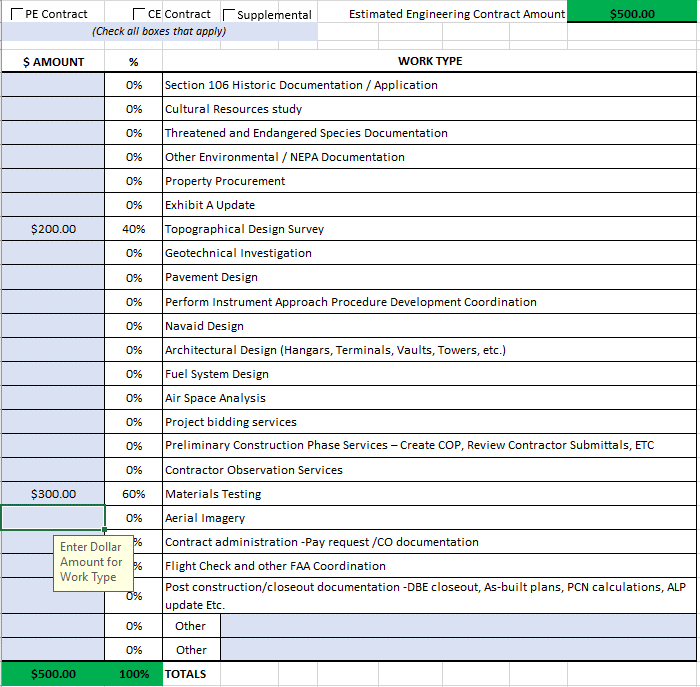 PE Contract CE Contract Supplemental Estimated Engineering Contract Amount $500.00
(Check all boxes that apply)
$ AMOUNT % WORK TYPE
0% Section 106 Historic Documentation / Application
0% Cultural Resources study
0% Threatened and Endangered Species Documentation
0% Other Environmental / NEPA Documentation
0% Property Procurement
0% Exhibit A Update
$200.00 40% Topographical Design Survey
0% Geotechnical Investigation
0% Pavement Design
0% Perform Instrument Approach Procedure Development Coordination
0% Navaid Design
0% Architectural Design (Hangars, Terminals, Vaults, Towers, etc.)
0% Fuel System Design
0% Air Space Analysis
0% Project bidding services
0% Preliminary Construction Phase Services – Create COP, Review Contractor Submittals, ETC
0% Contractor Observation Services
$300.00 60% Materials Testing
0% Aerial Imagery
% Contract administration -Pay request /CO documentation
% Flight Check and other FAA Coordination
Enter Dollar
Amount for
Work Type
0% Post construction/closeout documentation -DBE closeout, As-built plans, PCN calculations, ALP
update Etc.
0% Other
0% Other
$500.00 100% TOTALS